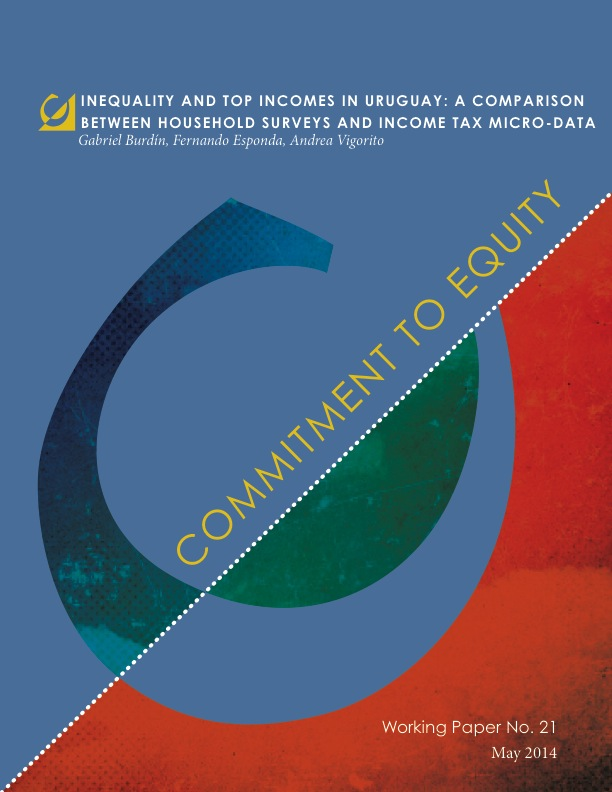 INEQUALITY AND TOP INCOMES IN URUGUAY: A COMPARISON
BETWEEN HOUSEHOLD SURVEYS AND INCOME TAX MICRO-DATA
Gabriel Burdín, Fernando Esponda, Andrea Vigorito
COMMITMENT TO EQUITY
Working Paper No. 21
May 2014